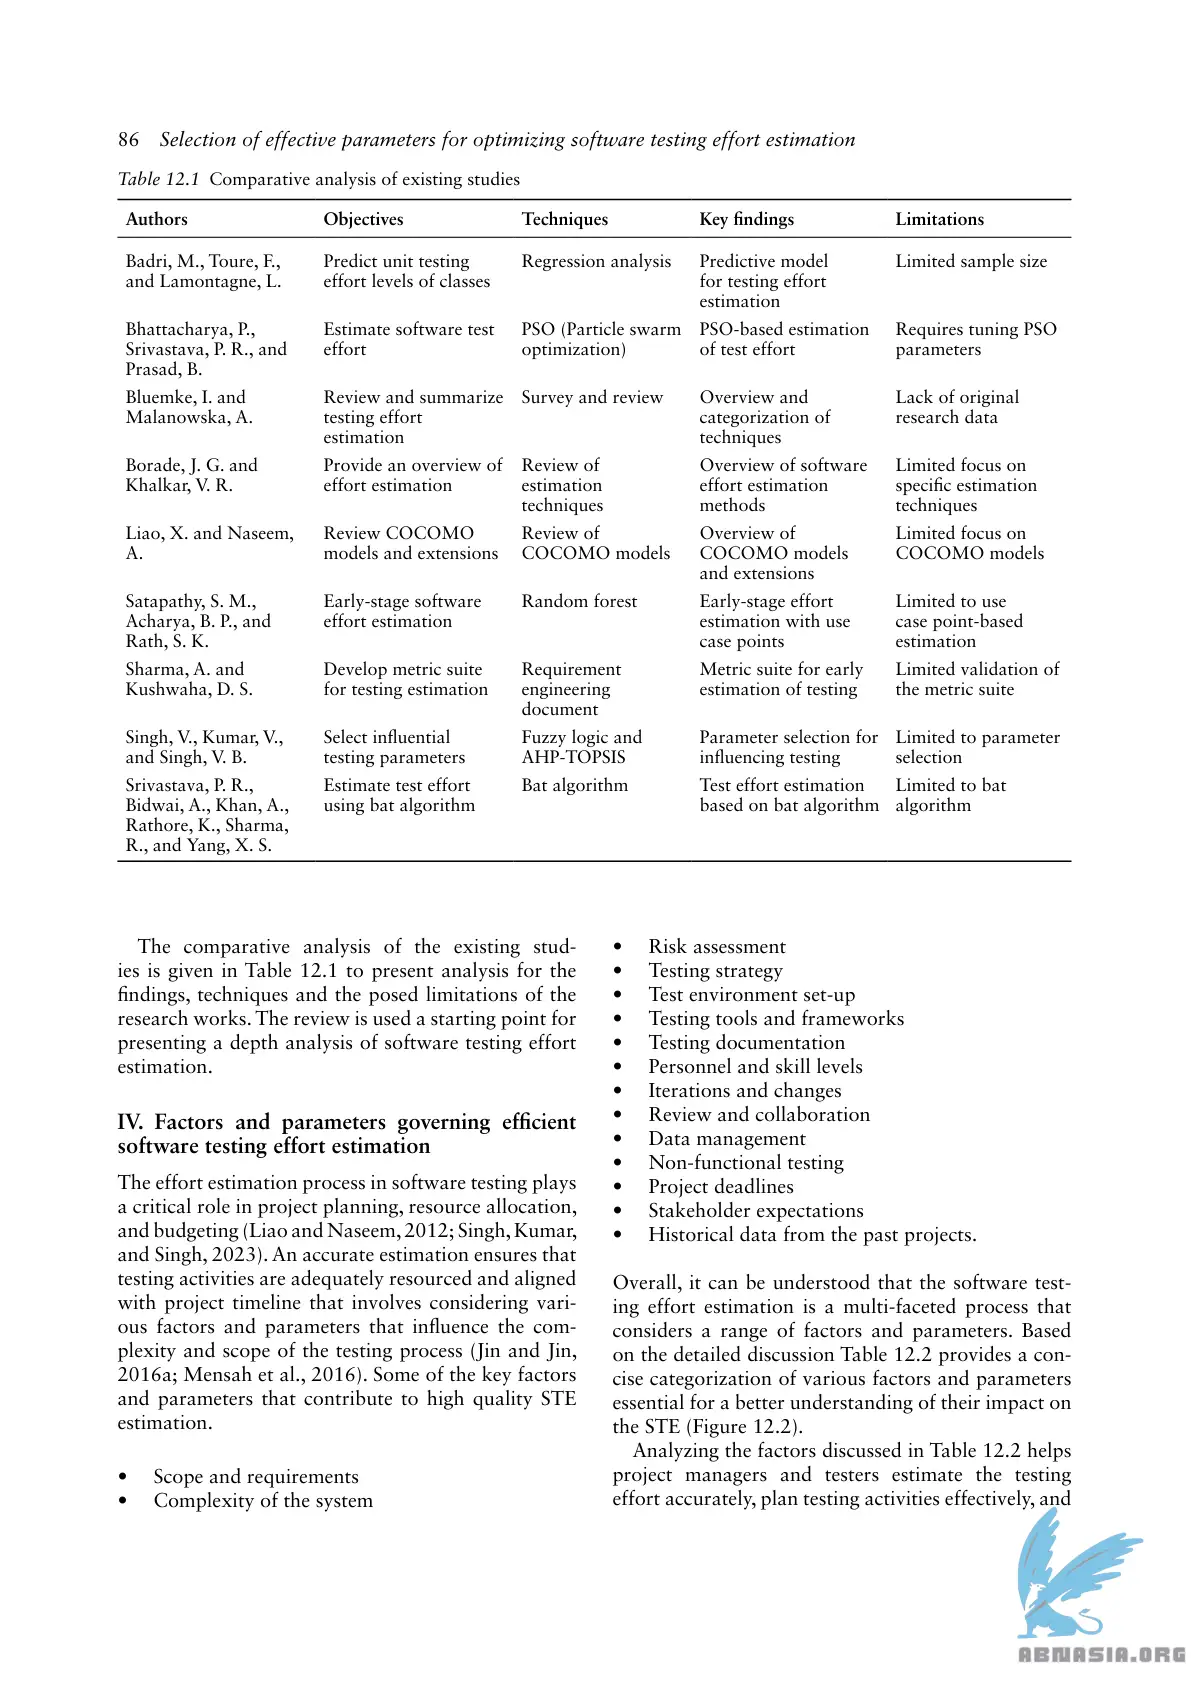 86 Selection of effective parameters for optimizing software testing effort estimation
Table 12.1 Comparative analysis of existing studies
Authors Objectives Techniques Key findings Limitations
Badri, M., Toure, F., Predict unit testing Regression analysis Predictive model Limited sample size
and Lamontagne, L. effort levels of classes for testing effort
estimation
Bhattacharya, P., Estimate software test PSO (Particle swarm PSO-based estimation Requires tuning PSO
Srivastava, P. R., and effort optimization) of test effort parameters
Prasad, B.
Bluemke, I. and Review and summarize Survey and review Overview and Lack of original
Malanowska, A. testing effort categorization of research data
estimation techniques
Borade, J. G. and Provide an overview of Review of Overview of software Limited focus on
Khalkar, V. R. effort estimation estimation effort estimation specific estimation
techniques methods techniques
Liao, X. and Naseem, Review COCOMO Review of Overview of Limited focus on
A. models and extensions COCOMO models COCOMO models COCOMO models
and extensions
Satapathy, S. M., Early-stage software Random forest Early-stage effort Limited to use
Acharya, B. P., and effort estimation estimation with use case point-based
Rath, S. K. case points estimation
Sharma, A. and Develop metric suite Requirement Metric suite for early Limited validation of
Kushwaha, D. S. for testing estimation engineering estimation of testing the metric suite
document
Singh, V., Kumar, V., Select influential Fuzzy logic and Parameter selection for Limited to parameter
and Singh, V. B. testing parameters AHP-TOPSIS influencing testing selection
Srivastava, P. R., Estimate test effort Bat algorithm Test effort estimation Limited to bat
Bidwai, A., Khan, A., using bat algorithm based on bat algorithm algorithm
Rathore, K., Sharma,
R., and Yang, X. S.
The comparative analysis of the existing stud-
ies is given in Table 12.1 to present analysis for the
findings, techniques and the posed limitations of the
research works. The review is used a starting point for
presenting a depth analysis of software testing effort
estimation.
IV. Factors and parameters governing efficient
software testing effort estimation
The effort estimation process in software testing plays
a critical role in project planning, resource allocation,
and budgeting (Liao and Naseem, 2012; Singh, Kumar,
and Singh, 2023). An accurate estimation ensures that
testing activities are adequately resourced and aligned
with project timeline that involves considering vari-
ous factors and parameters that influence the com-
plexity and scope of the testing process (Jin and Jin,
2016a; Mensah et al., 2016). Some of the key factors
and parameters that contribute to high quality STE
estimation.
• Scope and requirements
• Complexity of the system
• Risk assessment
• Testing strategy
• Test environment set-up
• Testing tools and frameworks
• Testing documentation
• Personnel and skill levels
• Iterations and changes
• Review and collaboration
• Data management
• Non-functional testing
• Project deadlines
• Stakeholder expectations
• Historical data from the past projects.
Overall, it can be understood that the software test-
ing effort estimation is a multi-faceted process that
considers a range of factors and parameters. Based
on the detailed discussion Table 12.2 provides a con-
cise categorization of various factors and parameters
essential for a better understanding of their impact on
the STE (Figure 12.2).
Analyzing the factors discussed in Table 12.2 helps
project managers and testers estimate the testing
effort accurately, plan testing activities effectively, and
ABNASIA.ORG